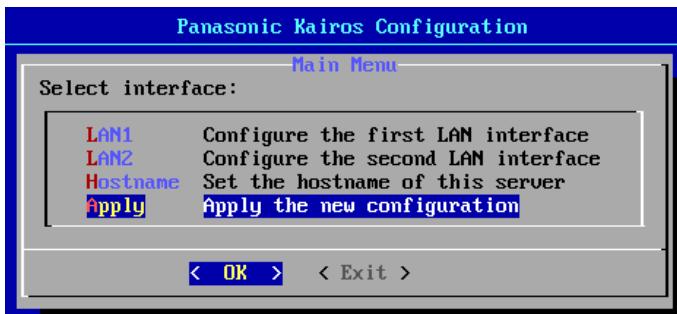 Panasonic Kairos Configuration
Main Menu
Select interface:
LAN1 Configure the first LAN interface
LAN2 Configure the second LAN interface
Hostname Set the hostname of this server
Apply Apply the new configuration
< OK > < Exit >